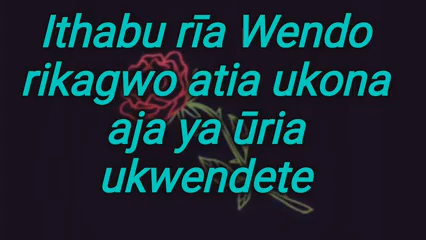 Ithabu rīa Wendo
rikagwo atia ukona
aja ya ūria
ukwendete